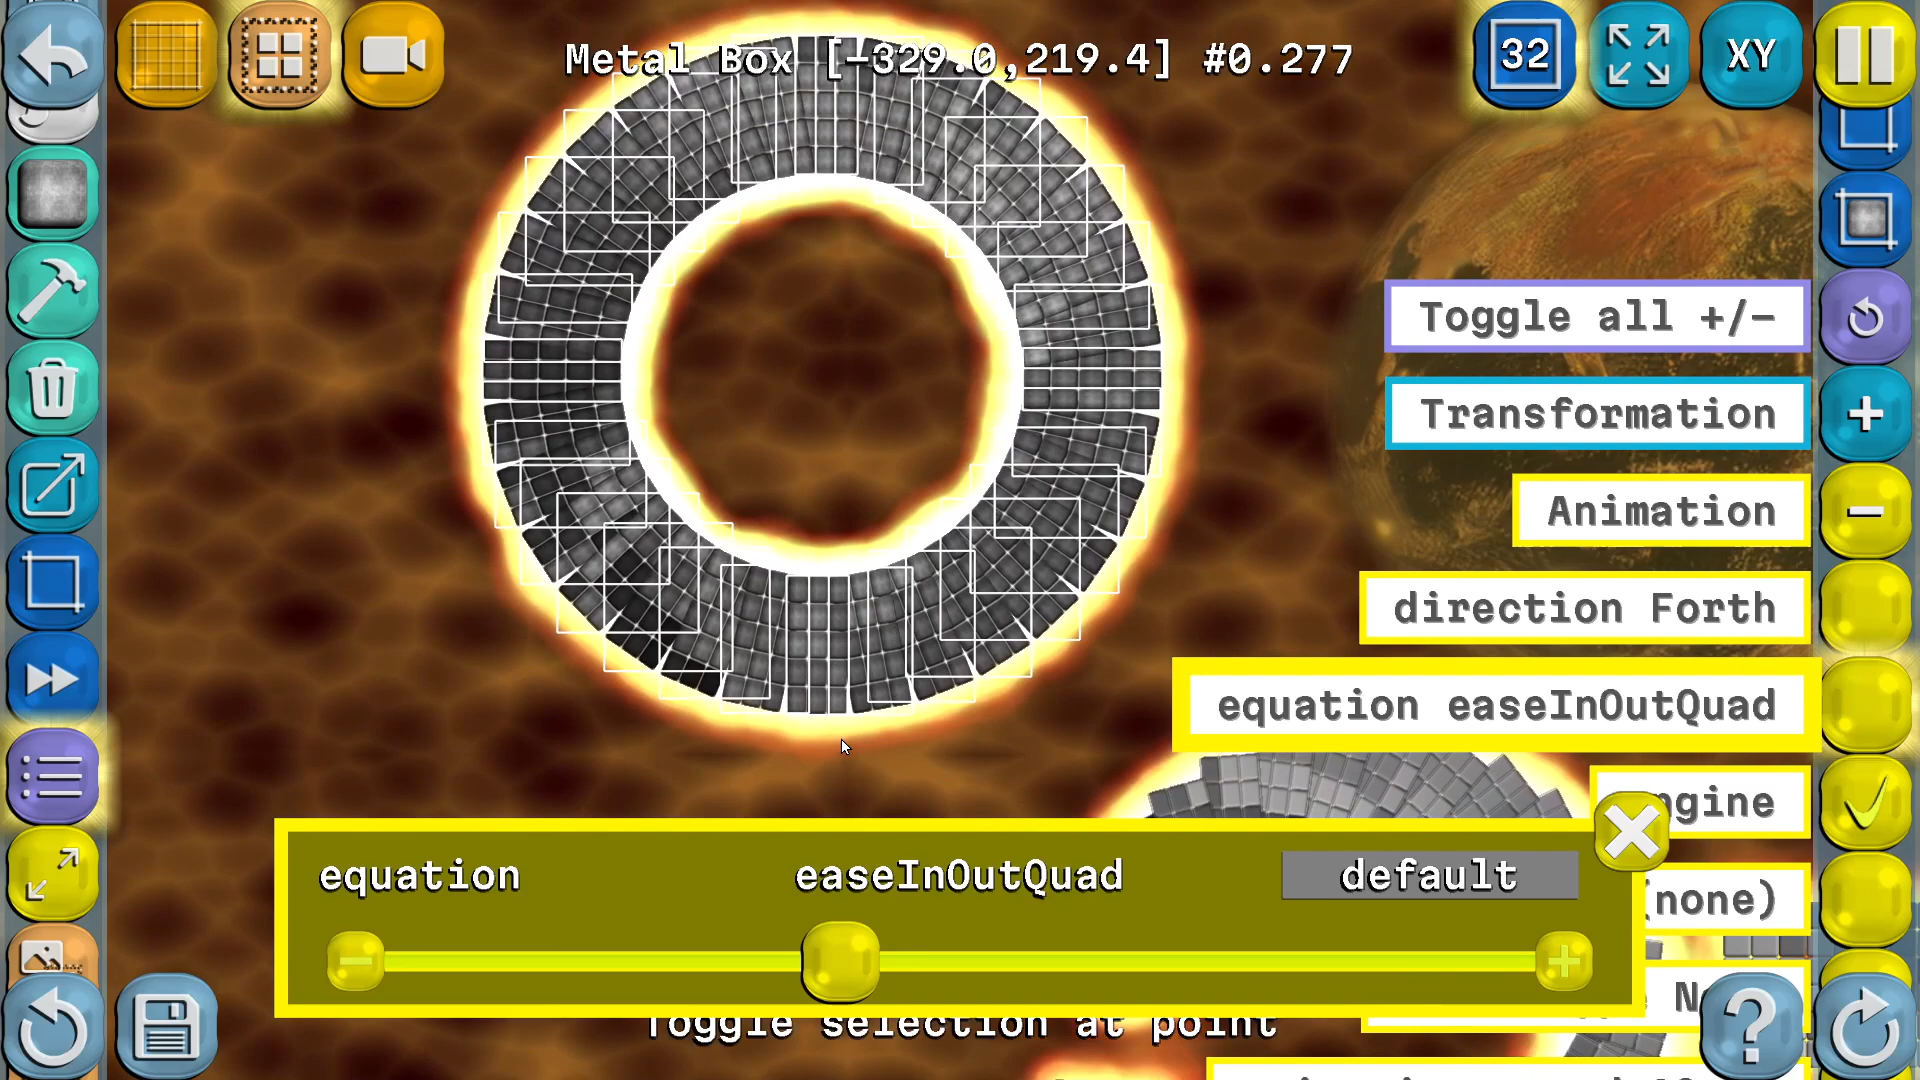 Metal Box [-329.0,219.4] #0.277
32
XY
Toggle all +/-
Transformation
Animation
direction Forth
equation easeInOutQuad
(none)
equation easeInOutQuad default
Toggle selection at point
?